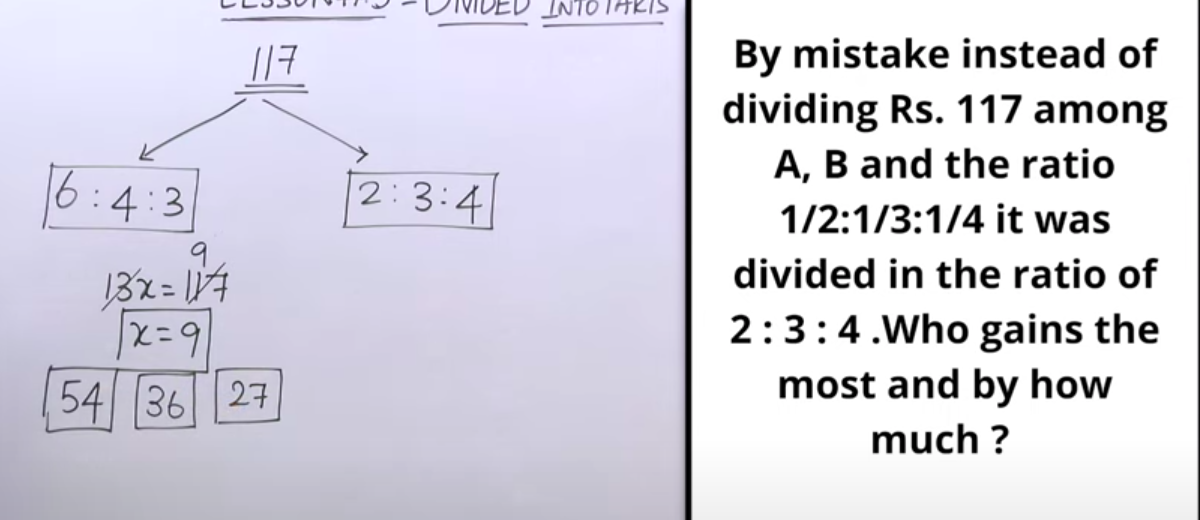 DIVIDED INTO PARTS
117
6 : 4 : 3
2 : 3 : 4
9
13x = 117
x = 9
54 36 27
By mistake instead of
dividing Rs. 117 among
A, B and the ratio
1/2:1/3:1/4 it was
divided in the ratio of
2 : 3 : 4 .Who gains the
most and by how
much ?